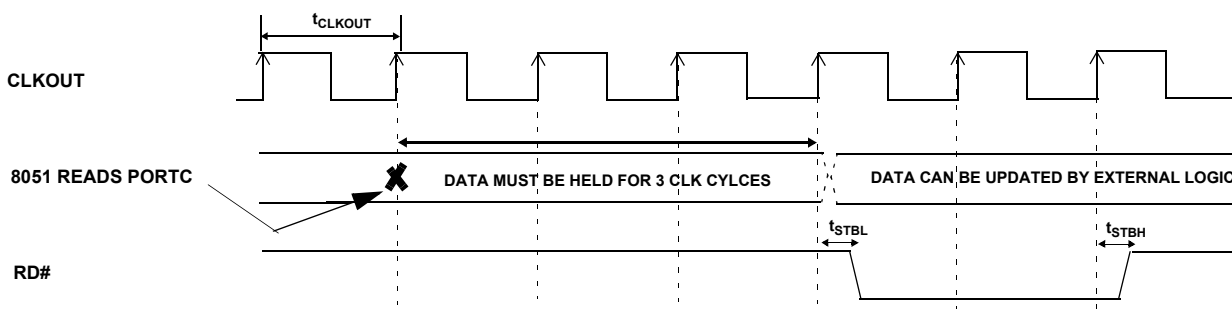 tCLKOUT
CLKOUT
8051 READS PORTC
DATA MUST BE HELD FOR 3 CLK CYLCES
DATA CAN BE UPDATED BY EXTERNAL LOGIC
tSTBL
tSTBH
RD#